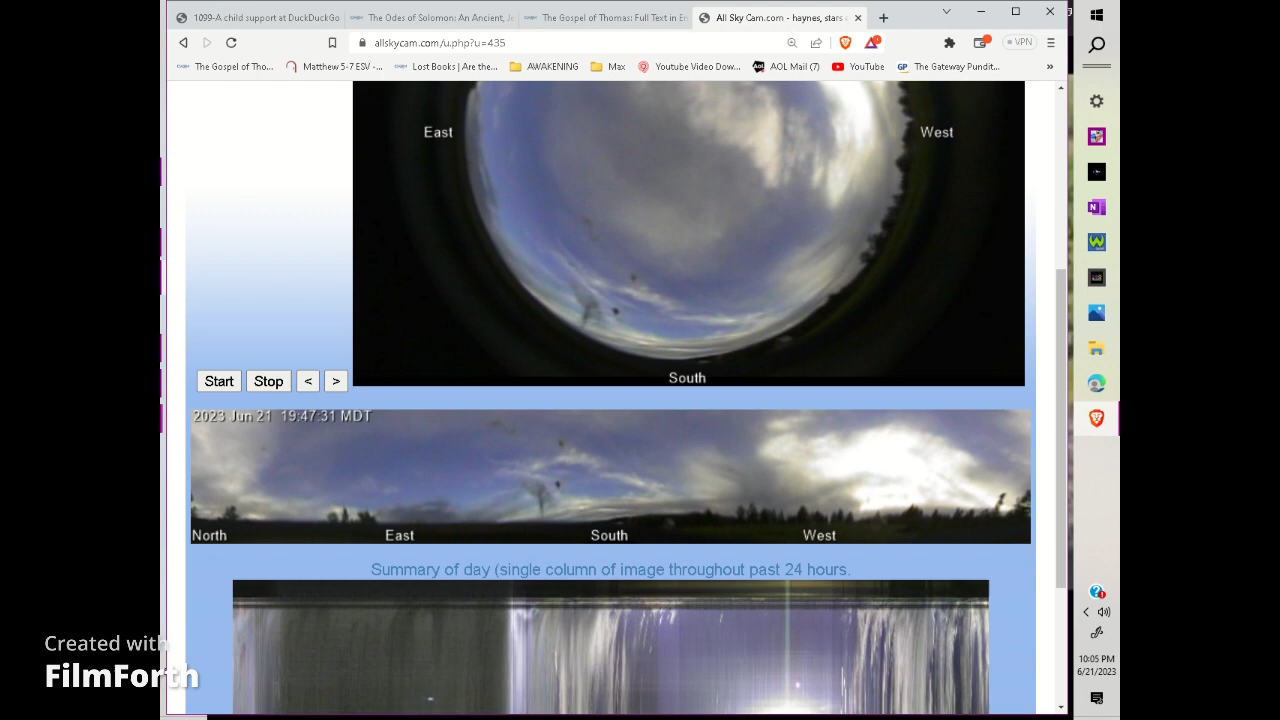 1099-A child support at DuckDuckGo
The Odes of Solomon: An Ancient, Je
The Gospel of Thomas: Full Text in En
All Sky Cam.com - haynes, stars
allskycam.com/u.php?u=435
VPN
The Gospel of Tho...
Matthew 5-7 ESV -...
Lost Books | Are the...
AWAKENING
Max
Youtube Video Dow...
Aol.
AOL Mail (7)
YouTube
GP
The Gateway Pundit...
East
West
South
Start
Stop
<
>
2023 Jun 21 19:47:31 MDT
North
East
South
West
Summary of day (single column of image throughout past 24 hours.
10:05 PM
6/21/2023
Created with
FilmForth